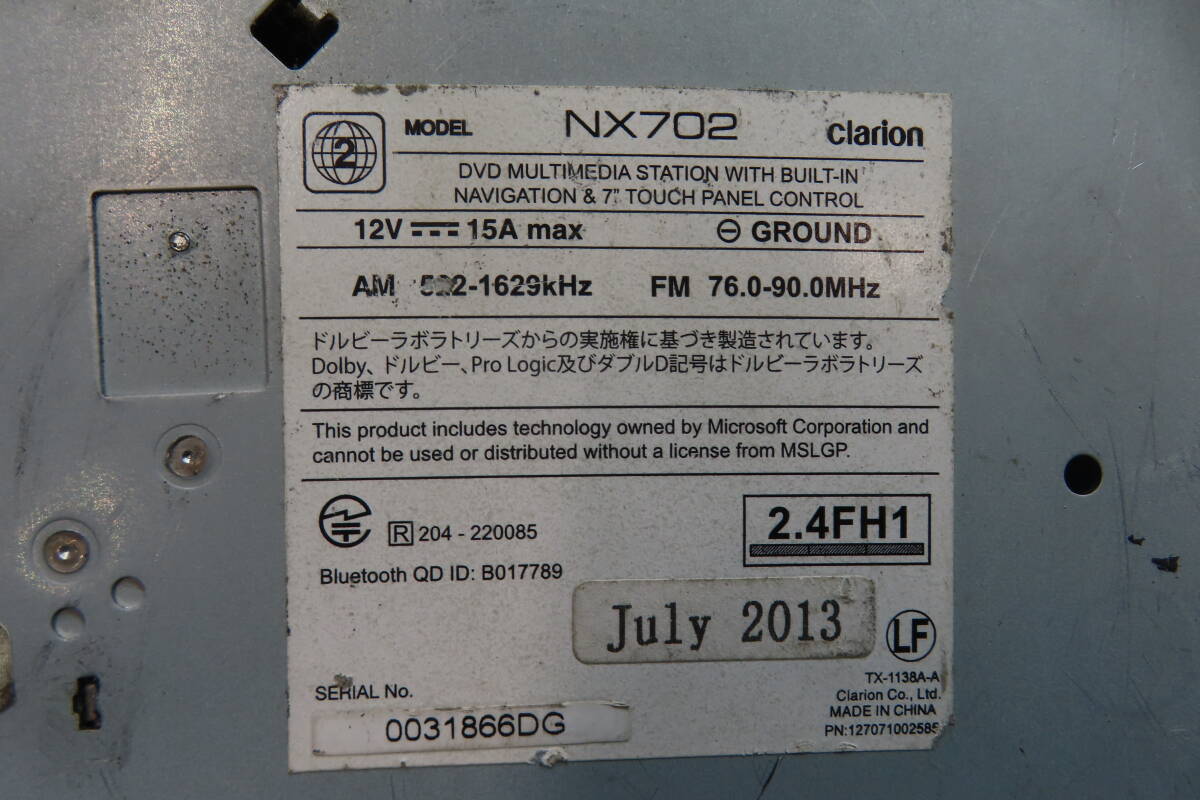 2
MODEL NX702 Clarion
DVD MULTIMEDIA STATION WITH BUILT-IN
NAVIGATION & 7" TOUCH PANEL CONTROL
12V 15A max ⊖ GROUND
AM 522-1629kHz FM 76.0-90.0MHz
ドルビーラボラトリーズからの実施権に基づき製造されています。
Dolby、ドルビー、Pro Logic及びダブルD記号はドルビーラボラトリーズ
の商標です。
This product includes technology owned by Microsoft Corporation and
cannot be used or distributed without a license from MSLGP.
R 204 - 220085
2.4FH1
Bluetooth QD ID: B017789
July 2013
LF
TX-1138A-A
Clarion Co., Ltd.
MADE IN CHINA
PN:127071002585
SERIAL No.
0031866DG